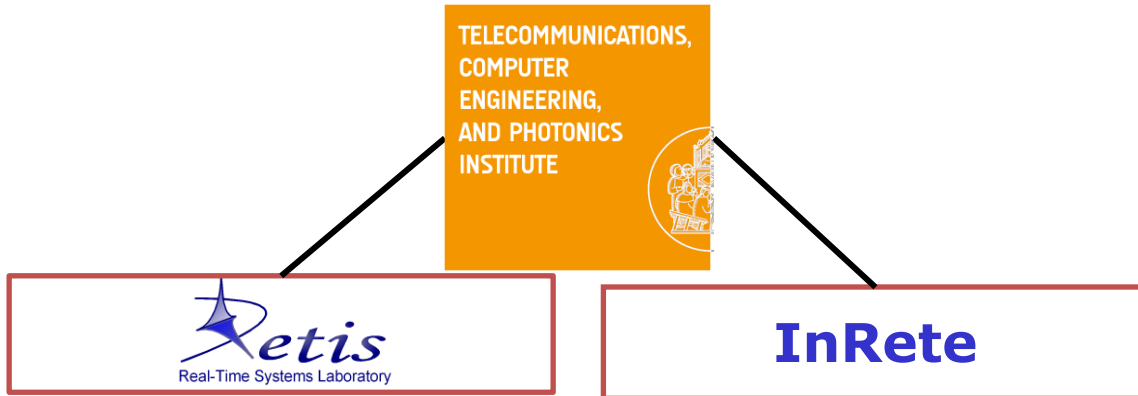 TELECOMMUNICATIONS,
COMPUTER
ENGINEERING,
AND PHOTONICS
INSTITUTE
Retis
Real-Time Systems Laboratory
InRete